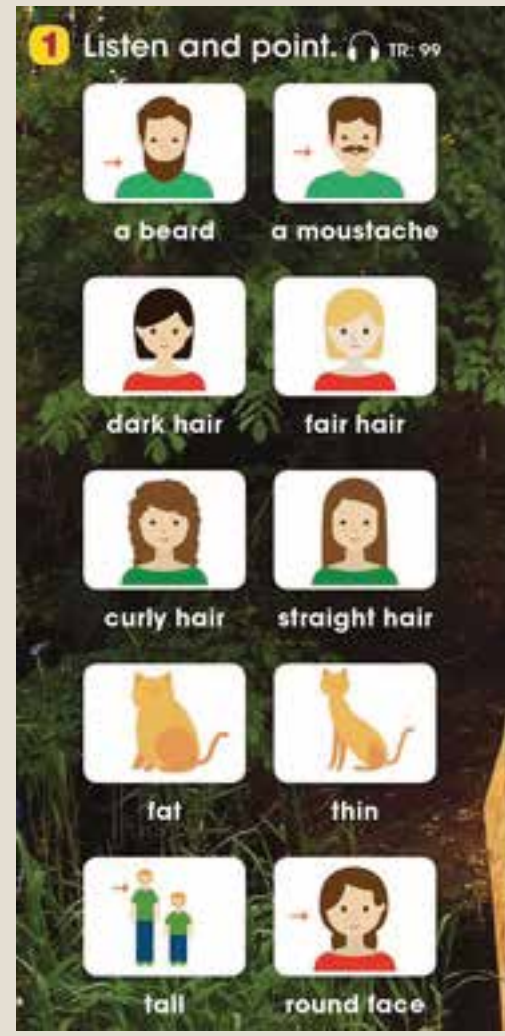 1 Listen and point. TR: 99
a beard a moustache
dark hair fair hair
curly hair straight hair
fat thin
tall round face